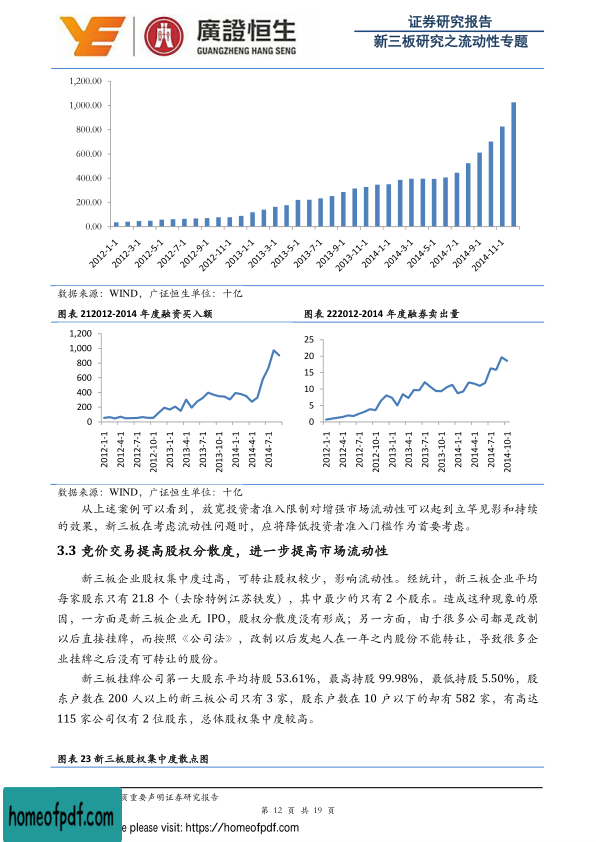 廣證恒生
GUANGZHENG HANG SENG
证券研究报告
新三板研究之流动性专题
1,200.00
1,000.00
800.00
600.00
400.00
200.00
0.00
2012-1-1
2012-3-1
2012-5-1
2012-7-1
2012-9-1
2012-11-1
2013-1-1
2013-3-1
2013-5-1
2013-7-1
2013-9-1
2013-11-1
2014-1-1
2014-3-1
2014-5-1
2014-7-1
2014-9-1
2014-11-1
数据来源：WIND，广证恒生单位：十亿
图表 212012-2014 年度融资买入额
图表 222012-2014 年度融券卖出量
1,200
1,000
800
600
400
200
0
2012-1-1
2012-4-1
2012-7-1
2012-10-1
2013-1-1
2013-4-1
2013-7-1
2013-10-1
2014-1-1
2014-4-1
2014-7-1
25
20
15
10
5
0
2012-1-1
2012-4-1
2012-7-1
2012-10-1
2013-1-1
2013-4-1
2013-7-1
2013-10-1
2014-1-1
2014-4-1
2014-7-1
2014-10-1
数据来源：WIND，广证恒生单位：十亿
从上述案例可以看到，放宽投资者准入限制对增强市场流动性可以起到立竿见影和持续
的效果，新三板在考虑流动性问题时，应将降低投资者准入门槛作为首要考虑。
3.3 竞价交易提高股权分散度，进一步提高市场流动性
新三板企业股权集中度过高，可转让股权较少，影响流动性。经统计，新三板企业平均
每家股东只有 21.8 个（去除特例江苏铁发），其中最少的只有 2 个股东。造成这种现象的原
因，一方面是新三板企业无 IPO，股权分散度没有形成；另一方面，由于很多公司都是改制
以后直接挂牌，而按照《公司法》，改制以后发起人在一年之内股份不能转让，导致很多企
业挂牌之后没有可转让的股份。
新三板挂牌公司第一大股东平均持股 53.61%，最高持股 99.98%，最低持股 5.50%，股
东户数在 200 人以上的新三板公司只有 3 家，股东户数在 10 户以下的却有 582 家，有高达
115 家公司仅有 2 位股东，总体股权集中度较高。
图表 23 新三板股权集中度散点图
页重要声明证券研究报告
第 12 页 共 19 页
homeofpdf.com
e please visit: https://homeofpdf.com